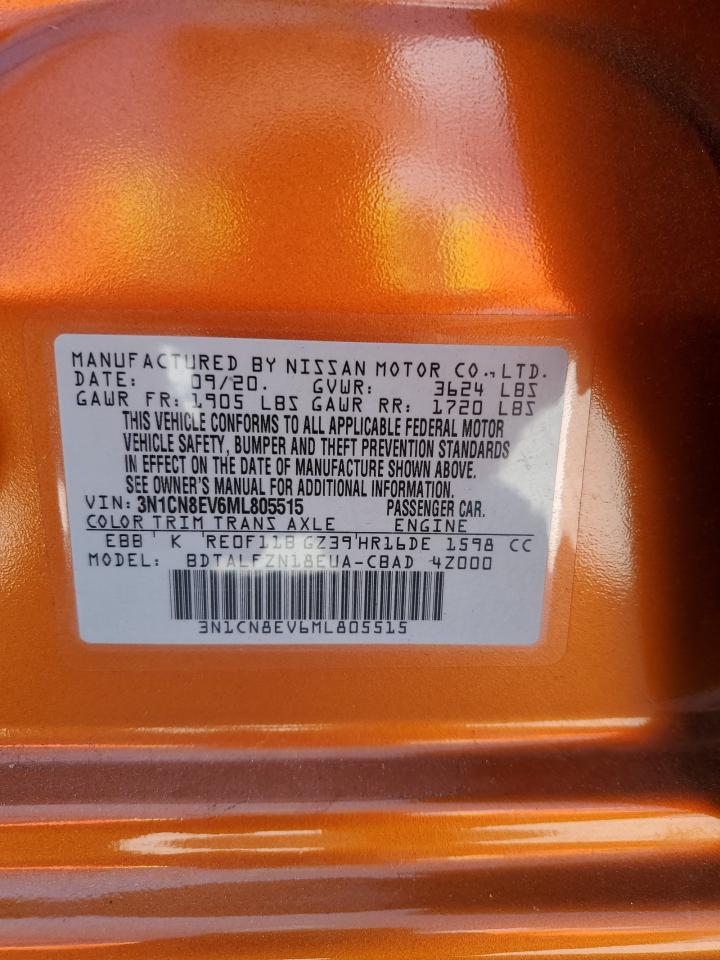 MANUFACTURED BY NISSAN MOTOR CO., LTD.
DATE: 09/20. GVWR: 3624 LBS
GAWR FR: 1905 LBS GAWR RR: 1720 LBS
THIS VEHICLE CONFORMS TO ALL APPLICABLE FEDERAL MOTOR
VEHICLE SAFETY, BUMPER AND THEFT PREVENTION STANDARDS
IN EFFECT ON THE DATE OF MANUFACTURE SHOWN ABOVE.
SEE OWNER'S MANUAL FOR ADDITIONAL INFORMATION.
VIN: 3N1CN8EV6ML805515 PASSENGER CAR.
COLOR TRIM TRANS AXLE ENGINE
EBB K RE0F11B GZ39 HR16DE 1598 CC
MODEL: BDTALFZN18EUA-CBAD 4Z000
3N1CN8EV6ML805515